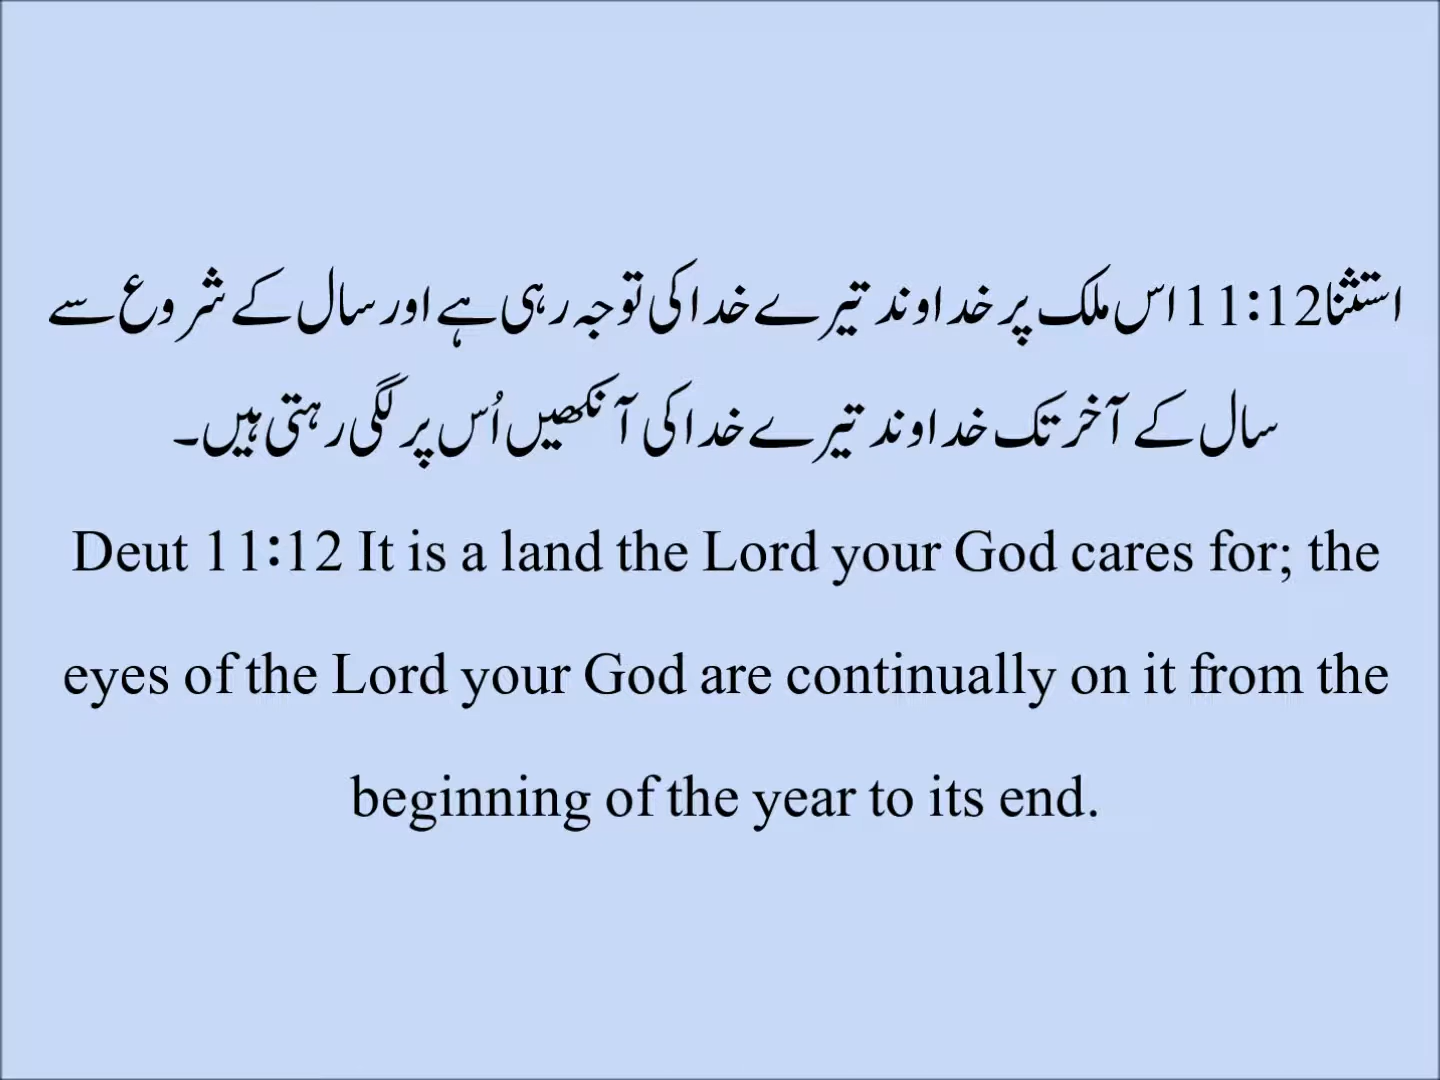 استثنا11:12 اس ملک پر خداوند تیرے خدا کی توجہ رہی ہے اور سال کے شروع سے
سال کے آخر تک خداوند تیرے خدا کی آنکھیں اُس پر لگی رہتی ہیں۔
Deut 11:12 It is a land the Lord your God cares for; the
eyes of the Lord your God are continually on it from the
beginning of the year to its end.